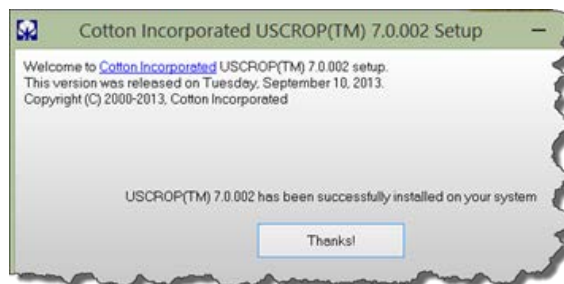 Cotton Incorporated USCROP(TM) 7.0.002 Setup
Welcome to Cotton Incorporated USCROP(TM) 7.0.002 setup.
This version was released on Tuesday, September 10, 2013.
Copyright (C) 2000-2013, Cotton Incorporated
USCROP(TM) 7.0.002 has been successfully installed on your system
Thanks!